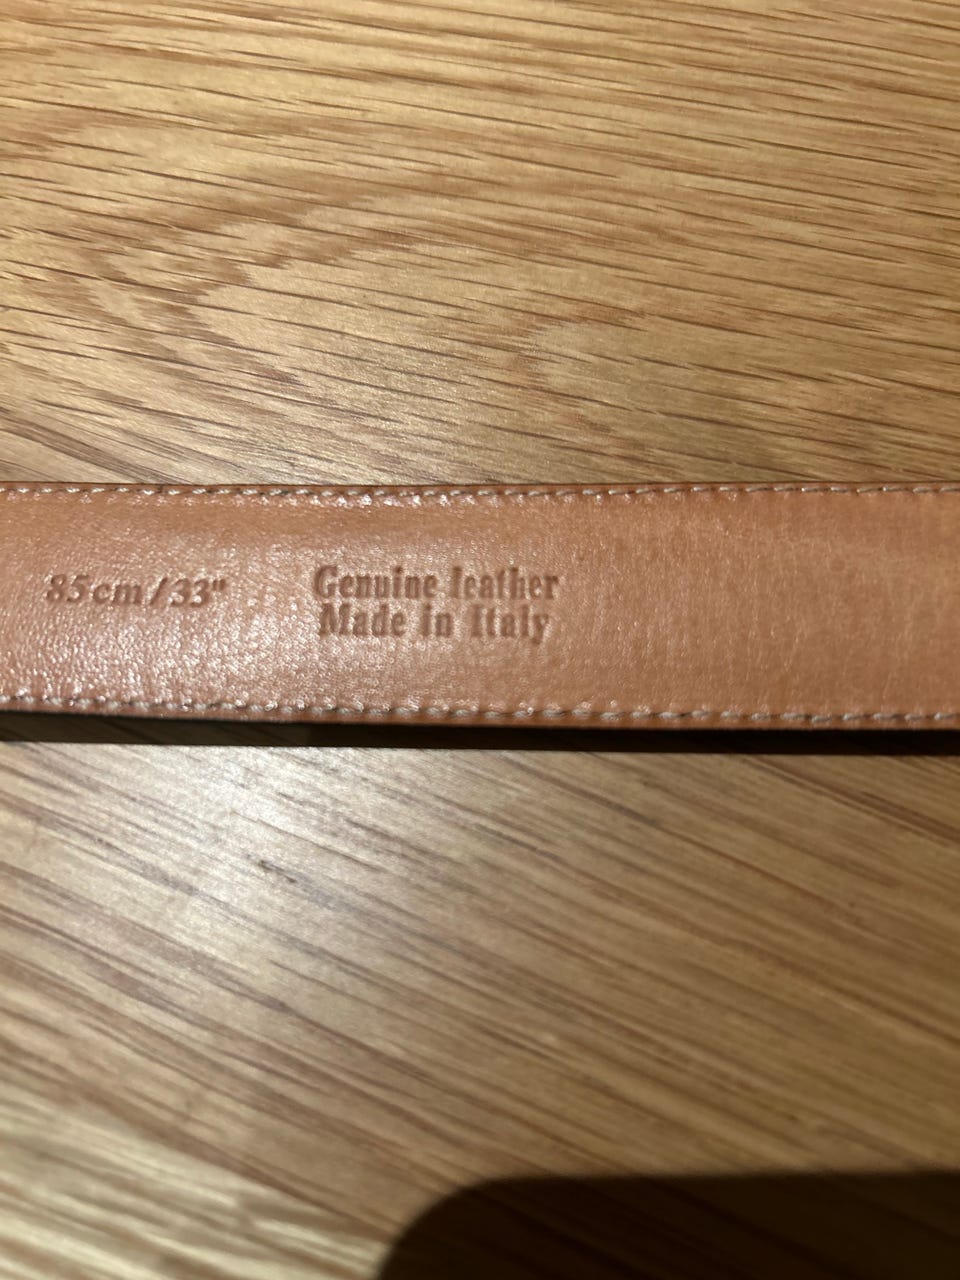 85cm/33"
Genuine leather
Made in Italy